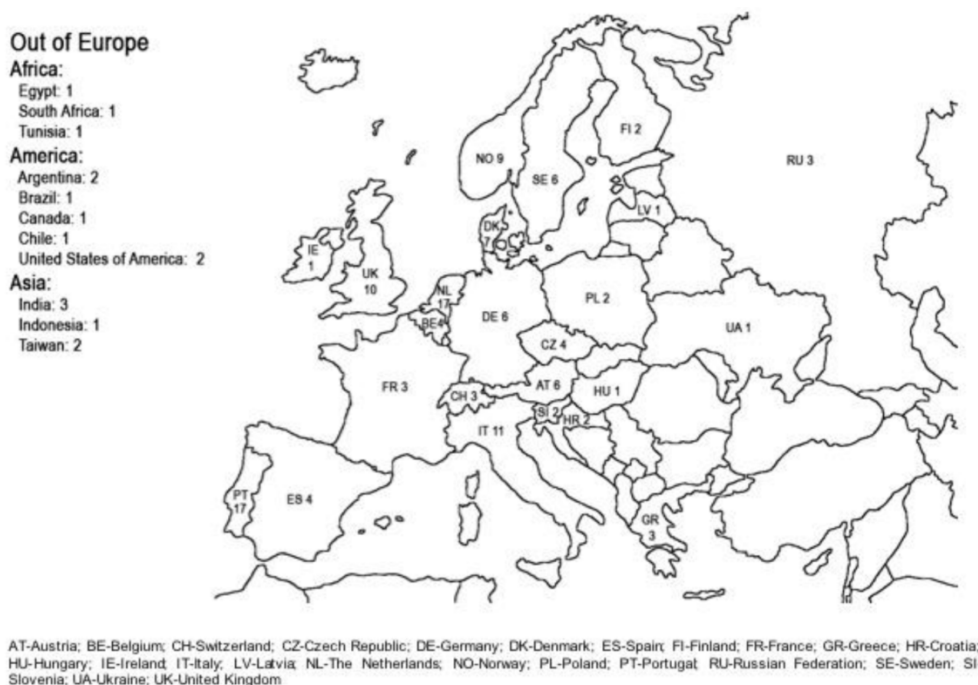 Out of Europe
Africa:
Egypt: 1
South Africa: 1
Tunisia: 1
America:
Argentina: 2
Brazil: 1
Canada: 1
Chile: 1
United States of America: 2
Asia:
India: 3
Indonesia: 1
Taiwan: 2
FI 2
NO 9
RU 3
SE 6
LV 1
DK
7
IE
1
UK
10
NL
17
BE4
DE 6
PL 2
UA 1
CZ 4
FR 3
CH 3
AT 6
HU 1
SI 2
HR 2
IT 11
PT
17
ES 4
GR
3
AT-Austria; BE-Belgium; CH-Switzerland; CZ-Czech Republic; DE-Germany; DK-Denmark; ES-Spain; FI-Finland; FR-France; GR-Greece; HR-Croatia;
HU-Hungary; IE-Ireland; IT-Italy; LV-Latvia; NL-The Netherlands; NO-Norway; PL-Poland; PT-Portugal; RU-Russian Federation; SE-Sweden; SI
Slovenia; UA-Ukraine; UK-United Kingdom